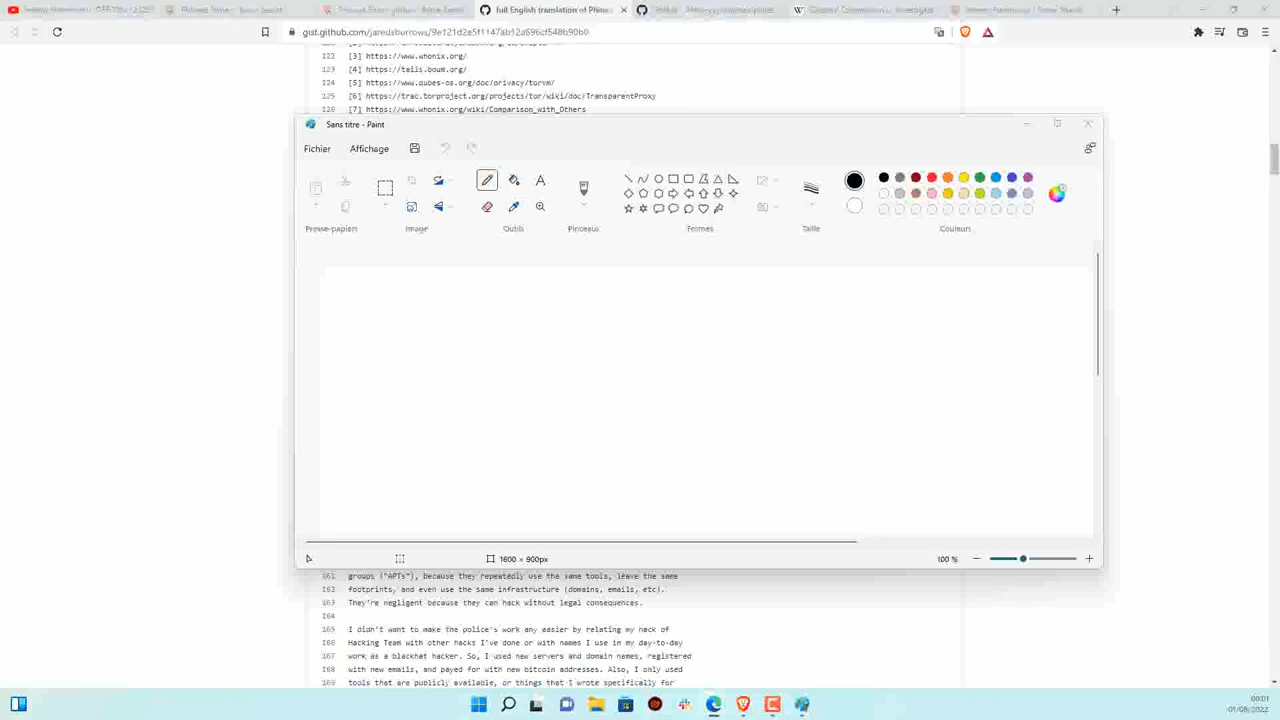 full English translation of Phine
gist.github.com/jaredsburrows/9e121d2e5f1147ab12a696cf548b90b0
122 [3] https://www.whonix.org/
123 [4] https://tails.boum.org/
124 [5] https://www.qubes-os.org/doc/privacy/torvm/
125 [6] https://trac.torproject.org/projects/tor/wiki/doc/TransparentProxy
126 [7] https://www.whonix.org/wiki/Comparison_with_Others
Sans titre - Paint
Fichier Affichage
Presse-papiers Image Outils Pinceaux Formes Taille Couleurs
1600 × 900px 100 %
161 groups ("APTs"), because they repeatedly use the same tools, leave the same
162 footprints, and even use the same infrastructure (domains, emails, etc).
163 They're negligent because they can hack without legal consequences.
164
165 I didn't want to make the police's work any easier by relating my hack of
166 Hacking Team with other hacks I've done or with names I use in my day-to-day
167 work as a blackhat hacker. So, I used new servers and domain names, registered
168 with new emails, and payed for with new bitcoin addresses. Also, I only used
169 tools that are publicly available, or things that I wrote specifically for
00:01
01/08/2022